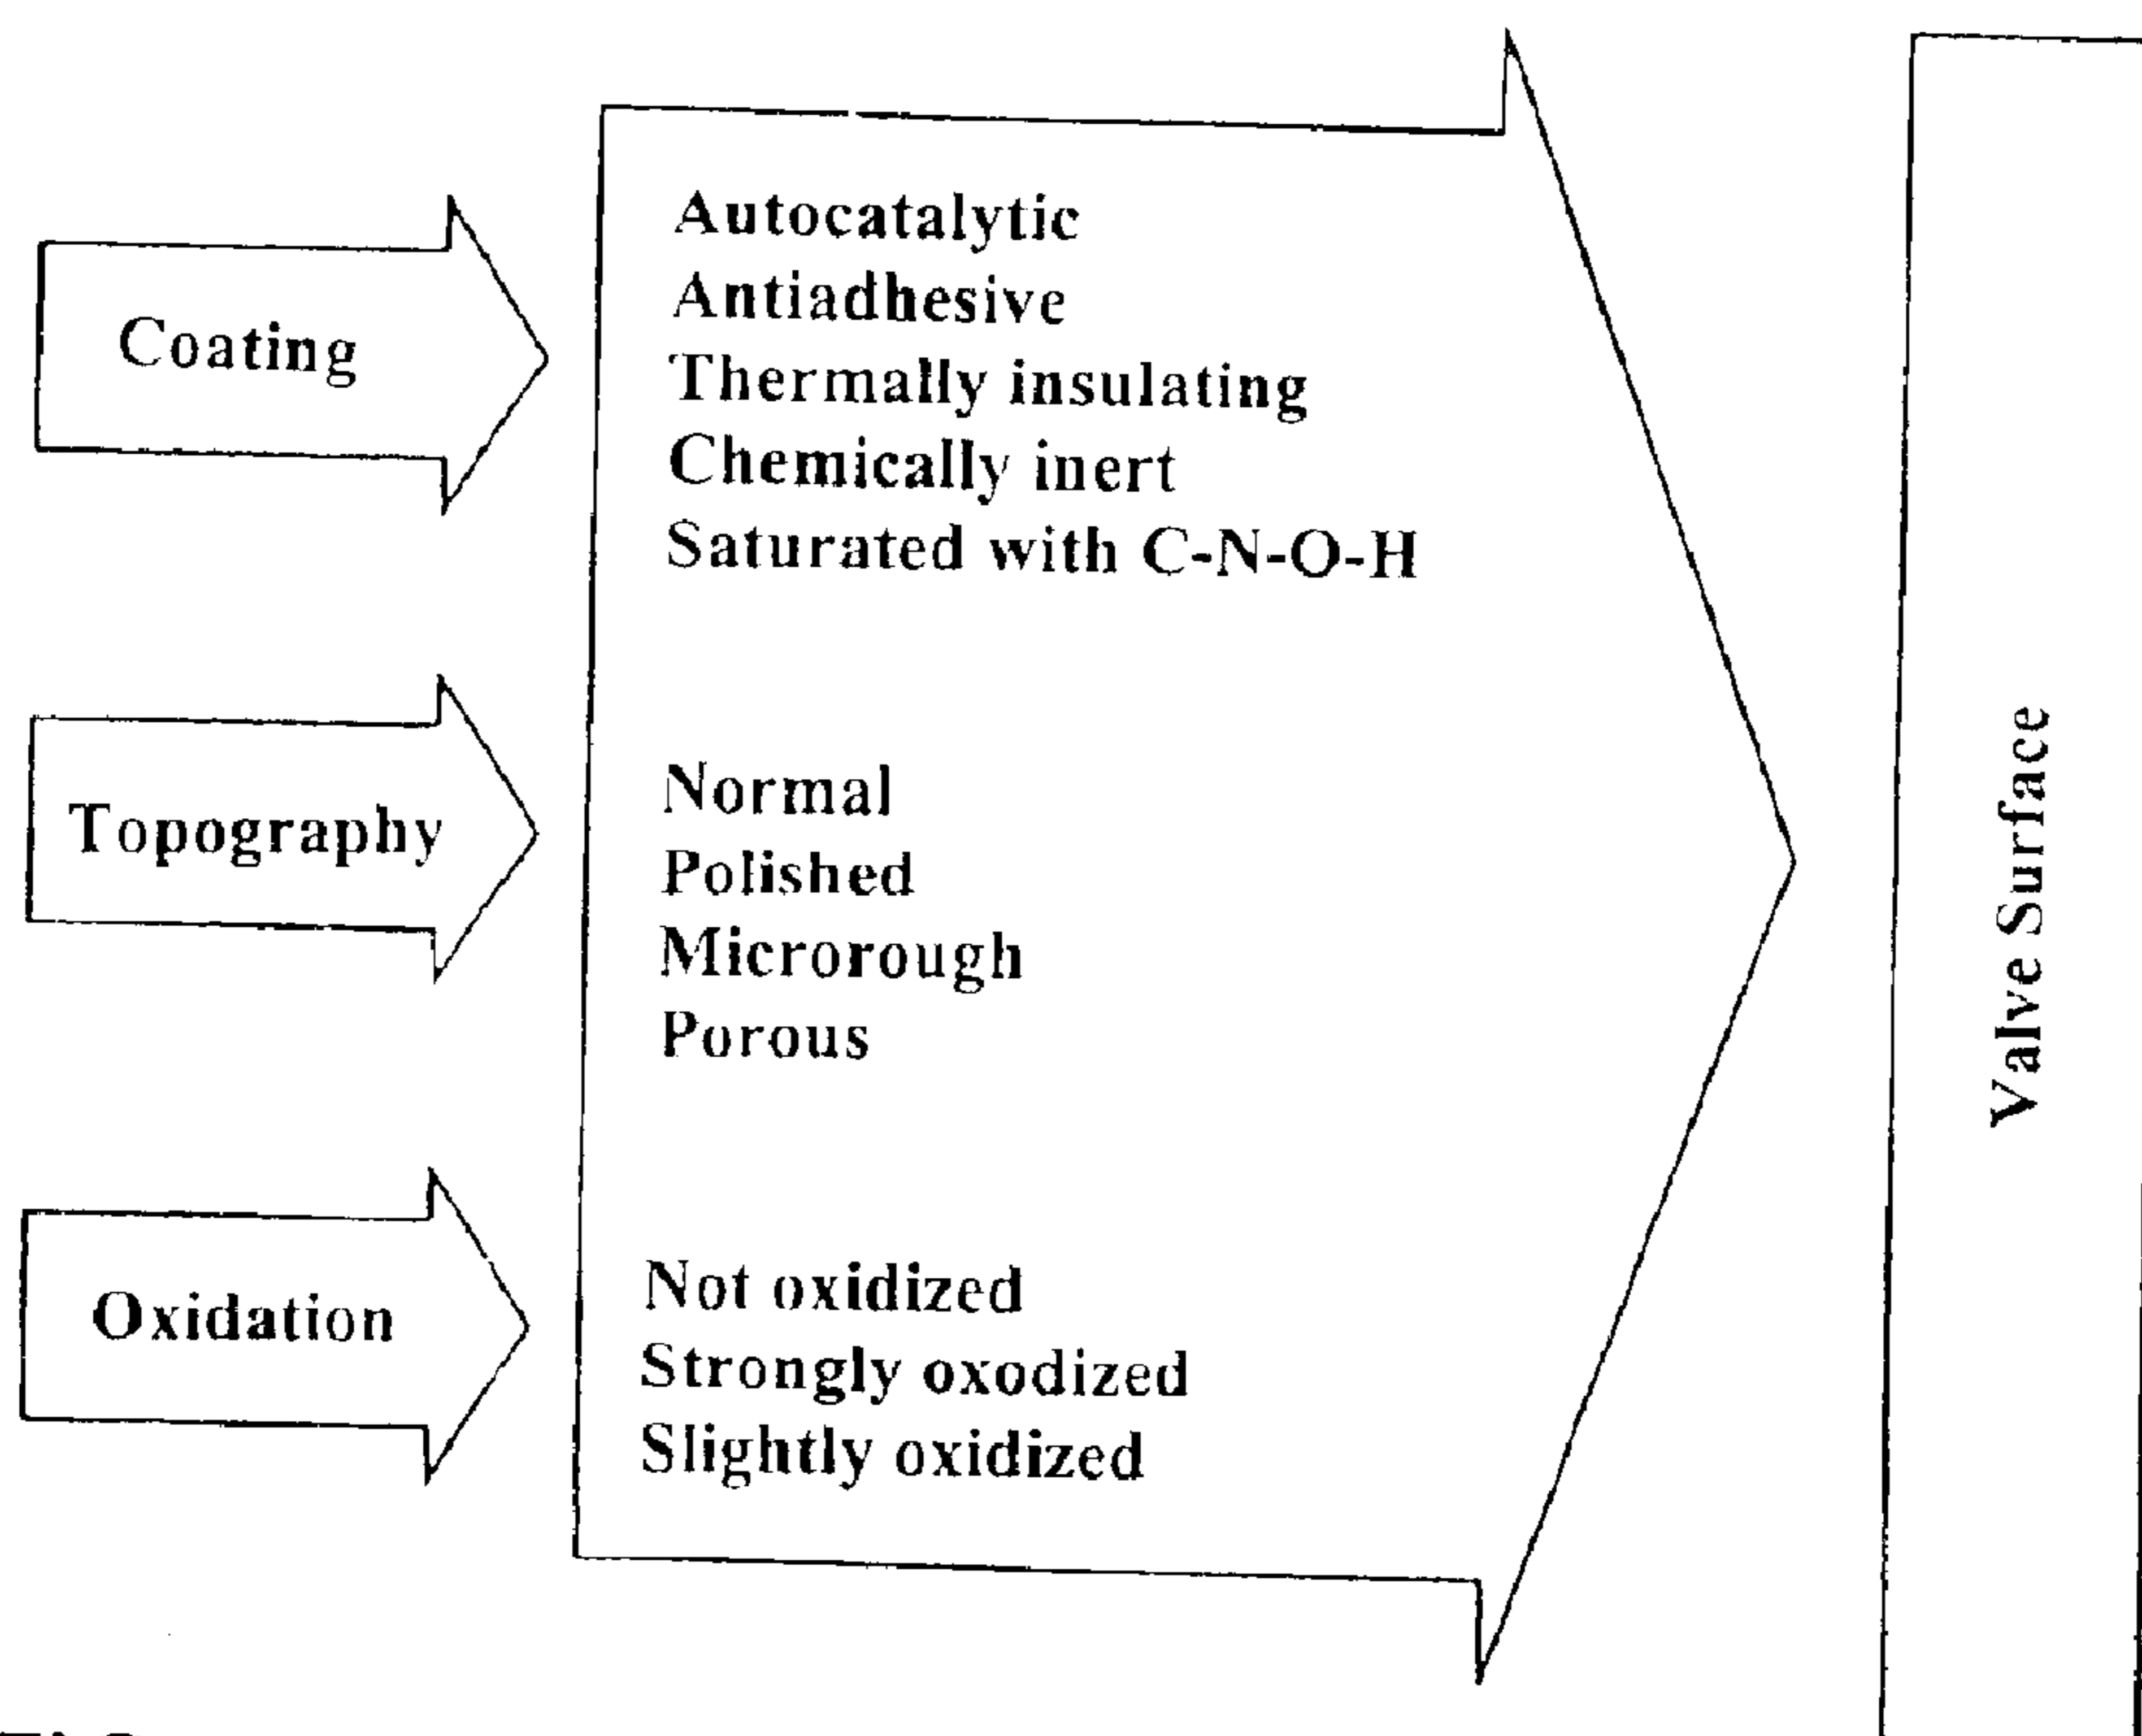 Coating
Autocatalytic
Antiadhesive
Thermally insulating
Chemically inert
Saturated with C-N-O-H
Topography
Normal
Polished
Microrough
Porous
Oxidation
Not oxidized
Strongly oxodized
Slightly oxidized
Valve Surface